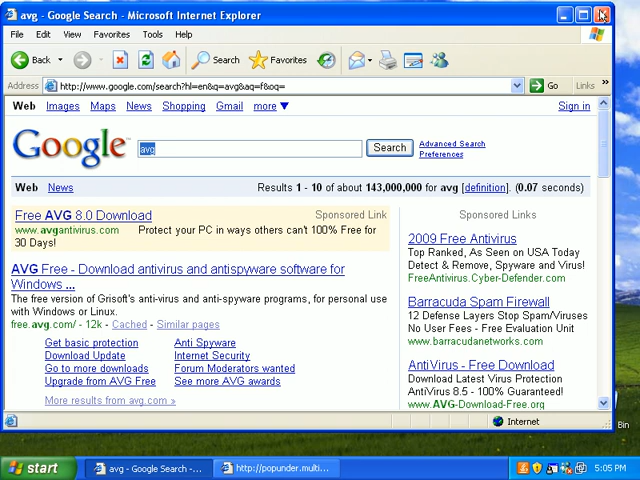 avg - Google Search - Microsoft Internet Explorer
File Edit View Favorites Tools Help
Back Search Favorites
Address http://www.google.com/search?hl=en&q=avg&aq=f&oq= Go Links »
Web Images Maps News Shopping Gmail more ▼ Sign in
Google™ avg Search Advanced Search
Preferences
Web News Results 1 - 10 of about 143,000,000 for avg [definition]. (0.07 seconds)
Free AVG 8.0 Download Sponsored Link
www.avgantivirus.com Protect your PC in ways others can't 100% Free for
30 Days!
AVG Free - Download antivirus and antispyware software for
Windows ...
The free version of Grisoft's anti-virus and anti-spyware programs, for personal use
with Windows or Linux.
free.avg.com/ - 12k - Cached - Similar pages
Get basic protection Anti Spyware
Download Update Internet Security
Go to more downloads Forum Moderators wanted
Upgrade from AVG Free See more AVG awards
More results from avg.com »
Sponsored Links
2009 Free Antivirus
Top Ranked, As Seen on USA Today
Detect & Remove, Spyware and Virus!
FreeAntivirus.Cyber-Defender.com
Barracuda Spam Firewall
12 Defense Layers Stop Spam/Viruses
No User Fees - Free Evaluation Unit
www.barracudanetworks.com
AntiVirus - Free Download
Download Latest Virus Protection
AntiVirus 8.5 - 100% Guaranteed!
www.AVG-Download-Free.org
Internet
Bin
start avg - Google Search -... http://popunder.multi... 5:05 PM